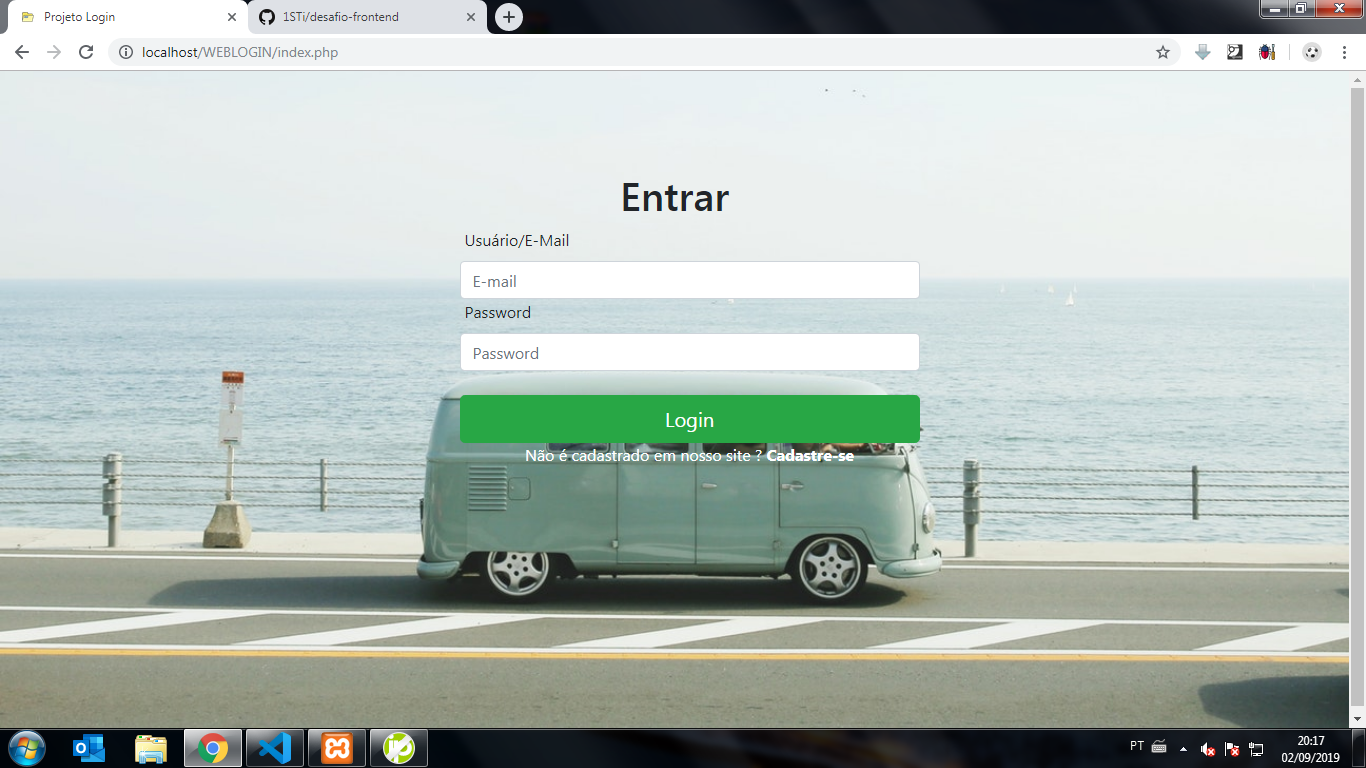 Projeto Login
1STi/desafio-frontend
localhost/WEBLOGIN/index.php
Entrar
Usuário/E-Mail
E-mail
Password
Password
Login
Não é cadastrado em nosso site ? Cadastre-se
PT
20:17
02/09/2019